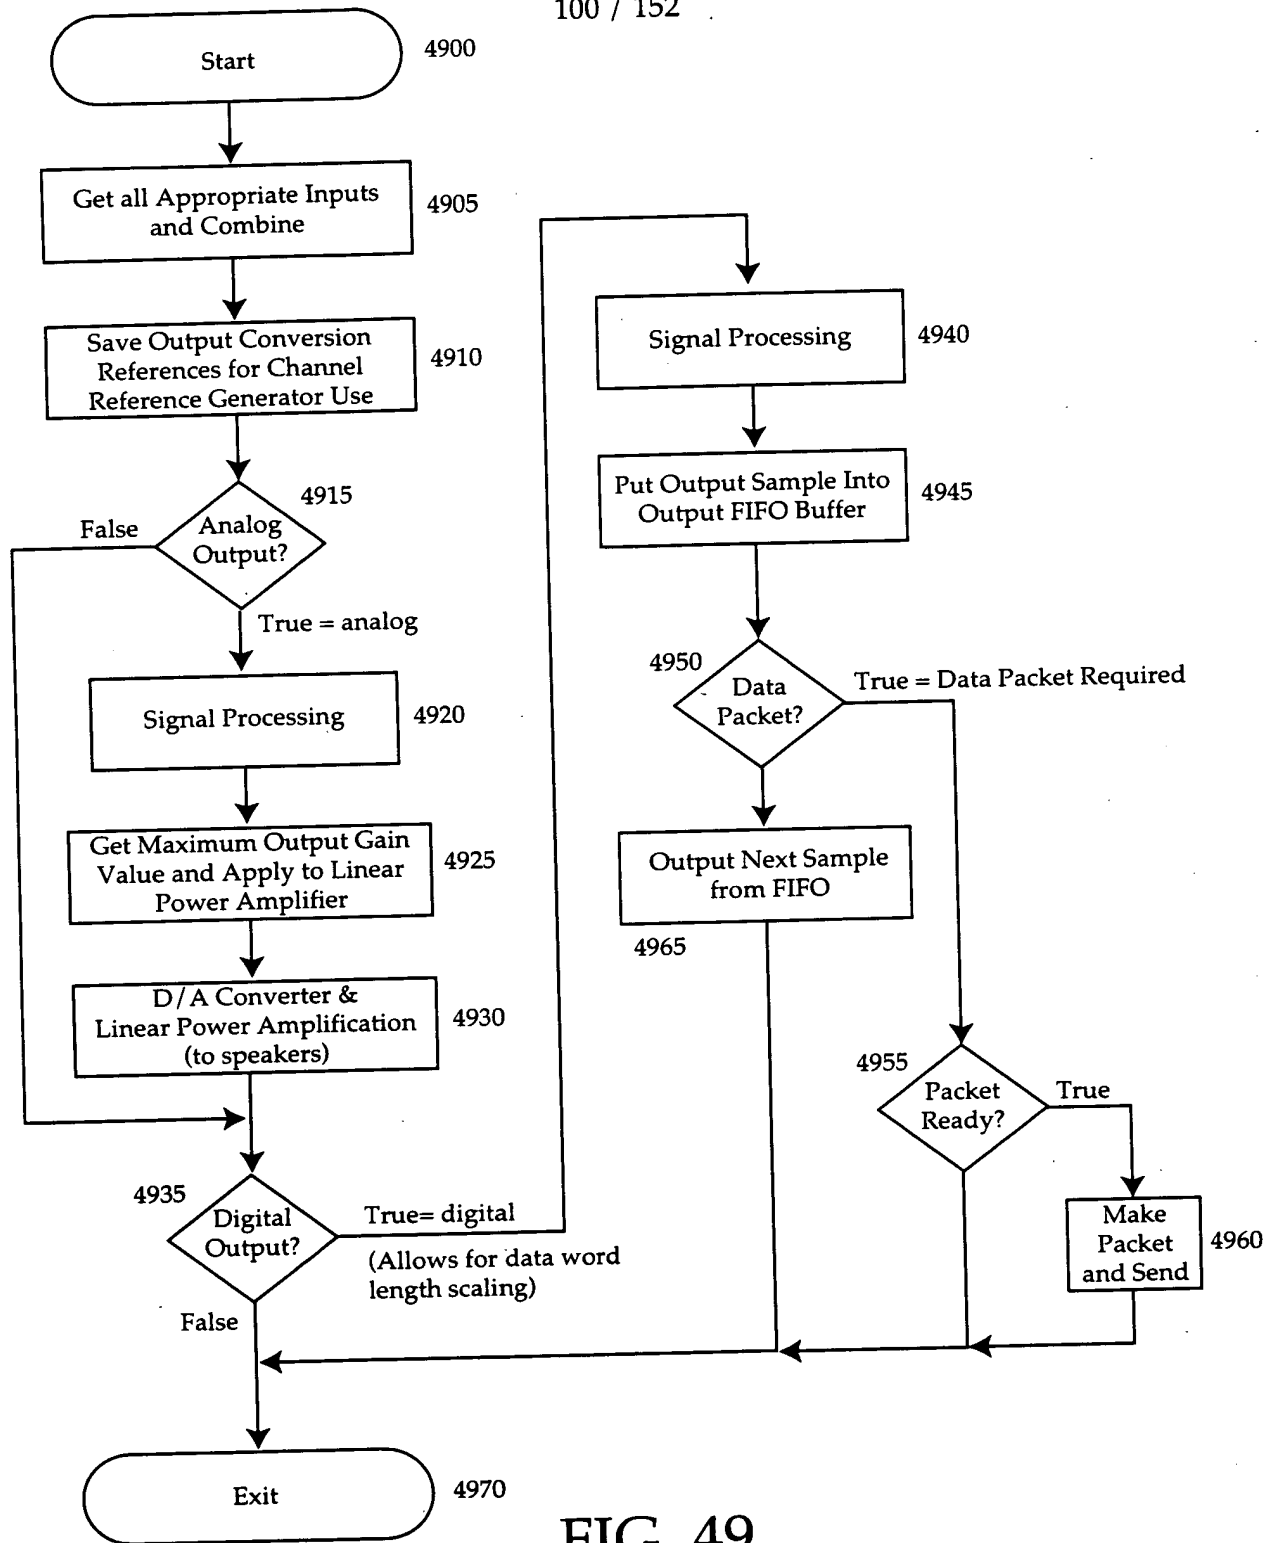 100 / 152
Start
4900
Get all Appropriate Inputs
and Combine
4905
Save Output Conversion
References for Channel
Reference Generator Use
4910
4915
False
Analog
Output?
True = analog
Signal Processing
4920
Get Maximum Output Gain
Value and Apply to Linear
Power Amplifier
4925
D/A Converter &
Linear Power Amplification
(to speakers)
4930
4935
Digital
Output?
True= digital
(Allows for data word
length scaling)
False
Signal Processing
4940
Put Output Sample Into
Output FIFO Buffer
4945
4950
Data
Packet?
True = Data Packet Required
Output Next Sample
from FIFO
4965
4955
Packet
Ready?
True
Make
Packet
and Send
4960
Exit
4970
FIG. 49